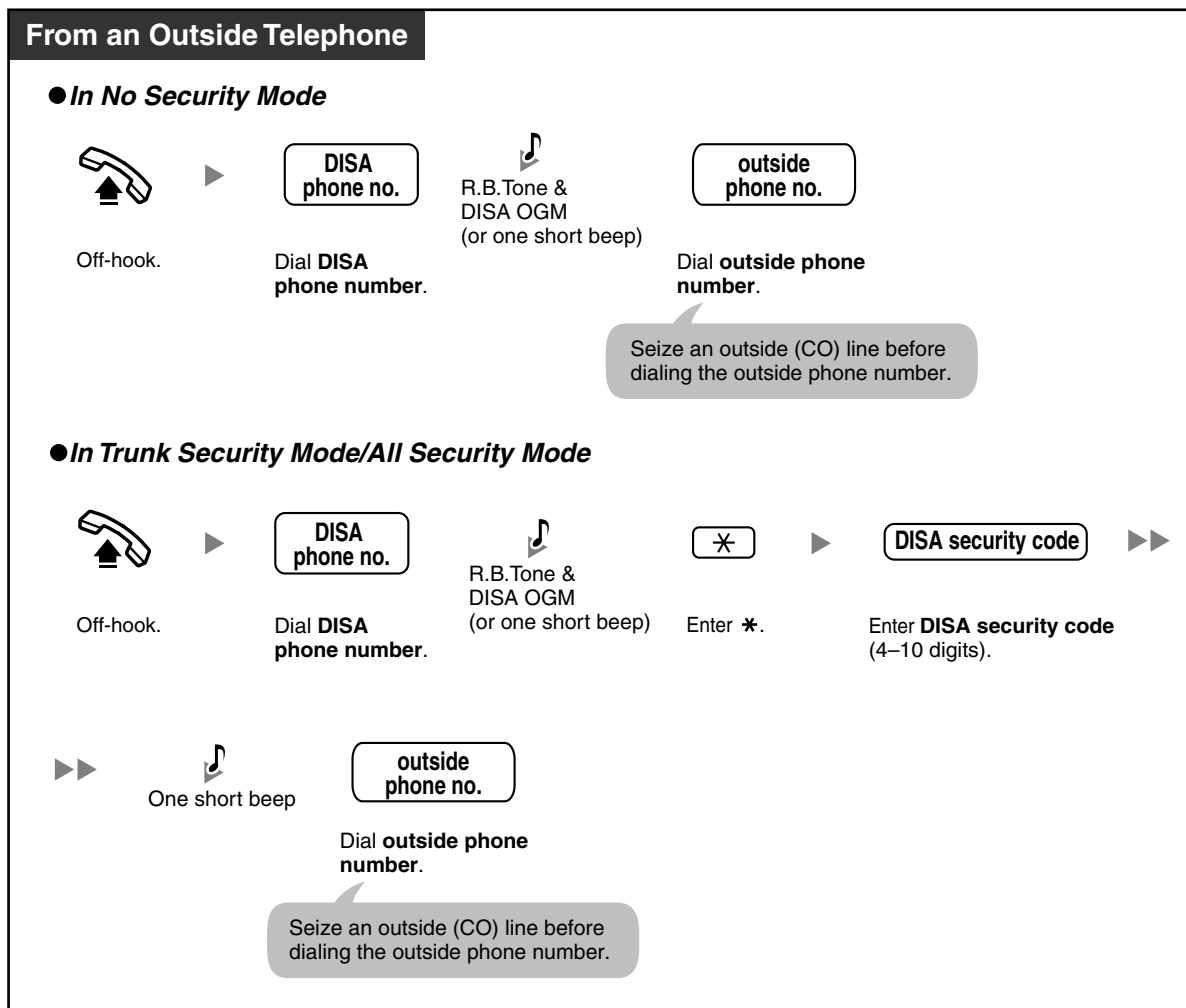 From an Outside Telephone
●In No Security Mode
DISA
phone no.
R.B.Tone &
DISA OGM
(or one short beep)
outside
phone no.
Off-hook.
Dial DISA
phone number.
Dial outside phone
number.
Seize an outside (CO) line before
dialing the outside phone number.
●In Trunk Security Mode/All Security Mode
DISA
phone no.
R.B.Tone &
DISA OGM
(or one short beep)
*
DISA security code
Off-hook.
Dial DISA
phone number.
Enter *.
Enter DISA security code
(4–10 digits).
One short beep
outside
phone no.
Dial outside phone
number.
Seize an outside (CO) line before
dialing the outside phone number.